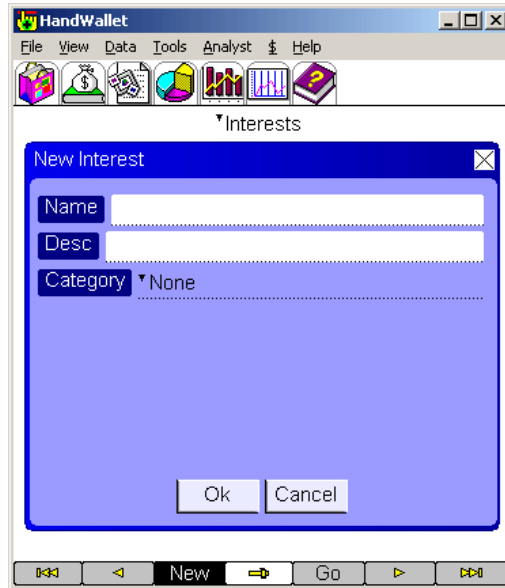 HandWallet
File View Data Tools Analyst $ Help
Interests
New Interest
Name
Desc
Category None
Ok Cancel
New Go